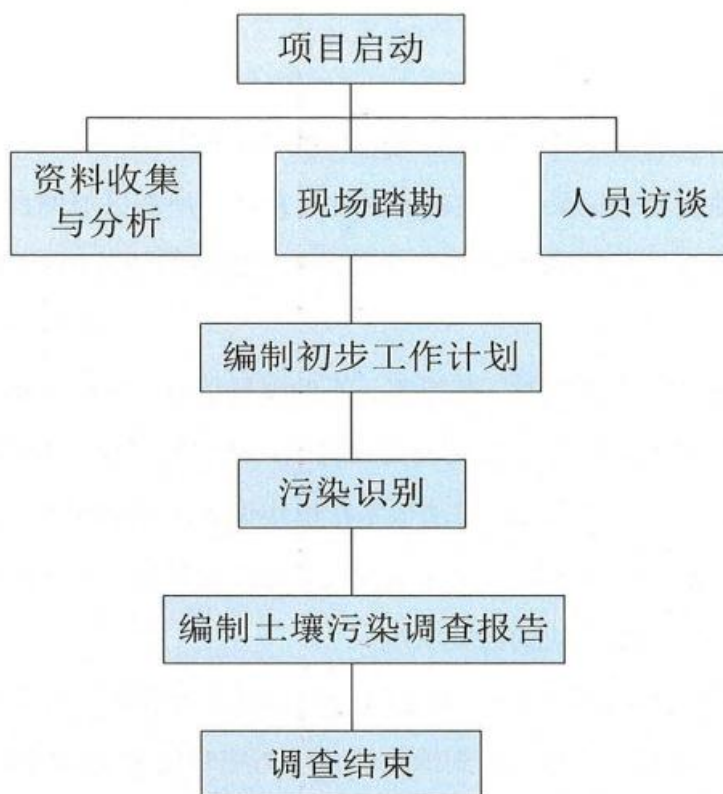 项目启动
资料收集
与分析
现场踏勘
人员访谈
编制初步工作计划
污染识别
编制土壤污染调查报告
调查结束